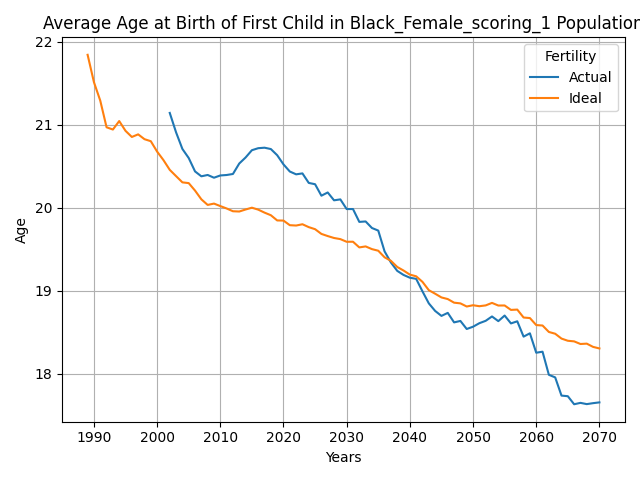 Average Age at Birth of First Child in Black_Female_scoring_1 Population
Fertility
Actual
Ideal
Age
22
21
20
19
18
1990 2000 2010 2020 2030 2040 2050 2060 2070
Years